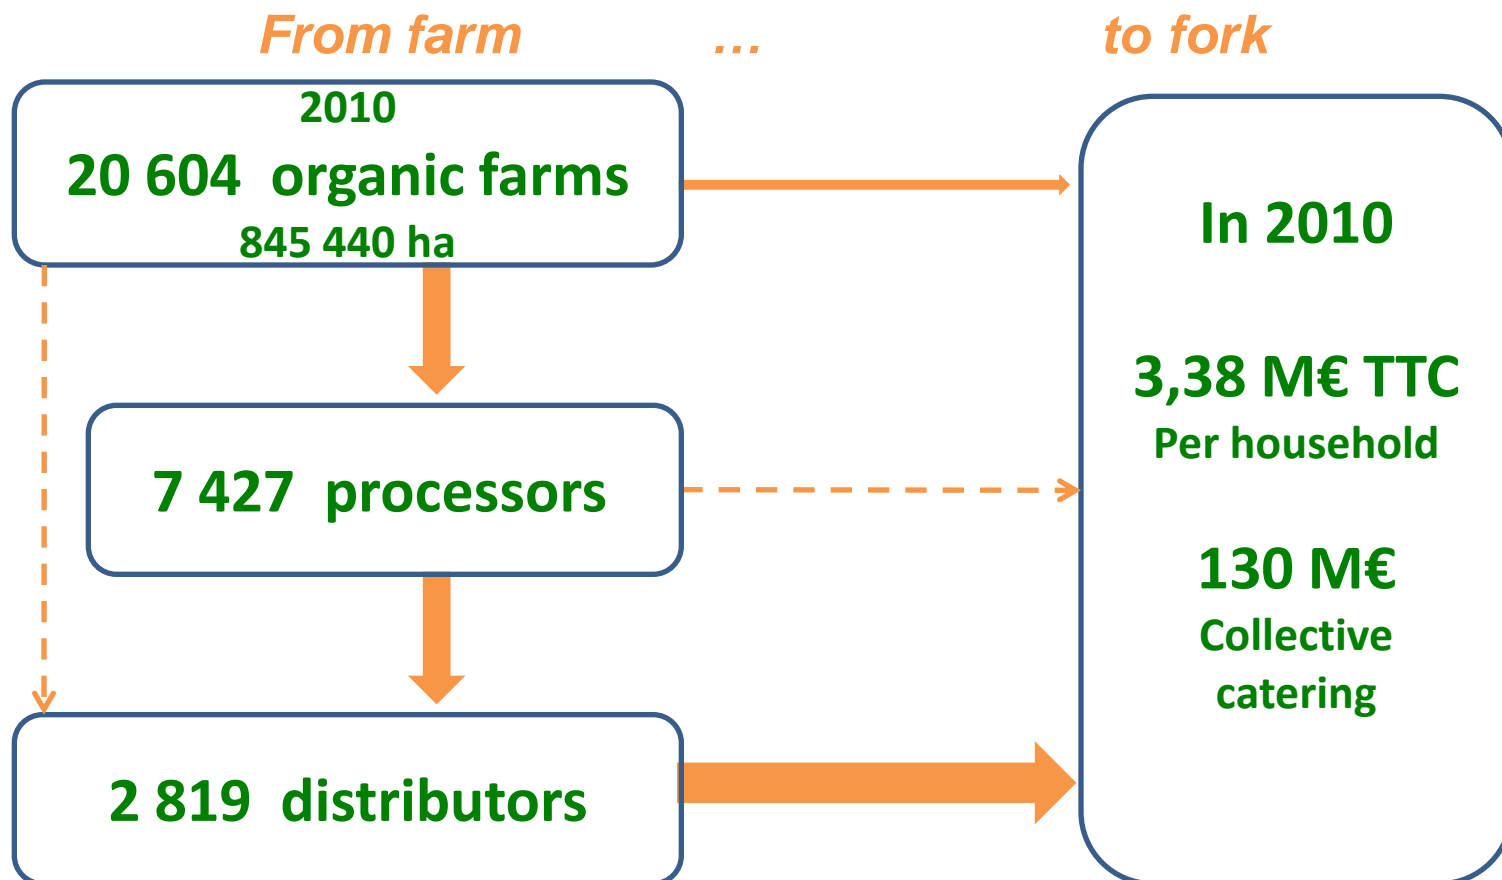 From farm ... to fork
2010
20 604 organic farms
845 440 ha
7 427 processors
2 819 distributors
In 2010
3,38 M€ TTC
Per household
130 M€
Collective
catering